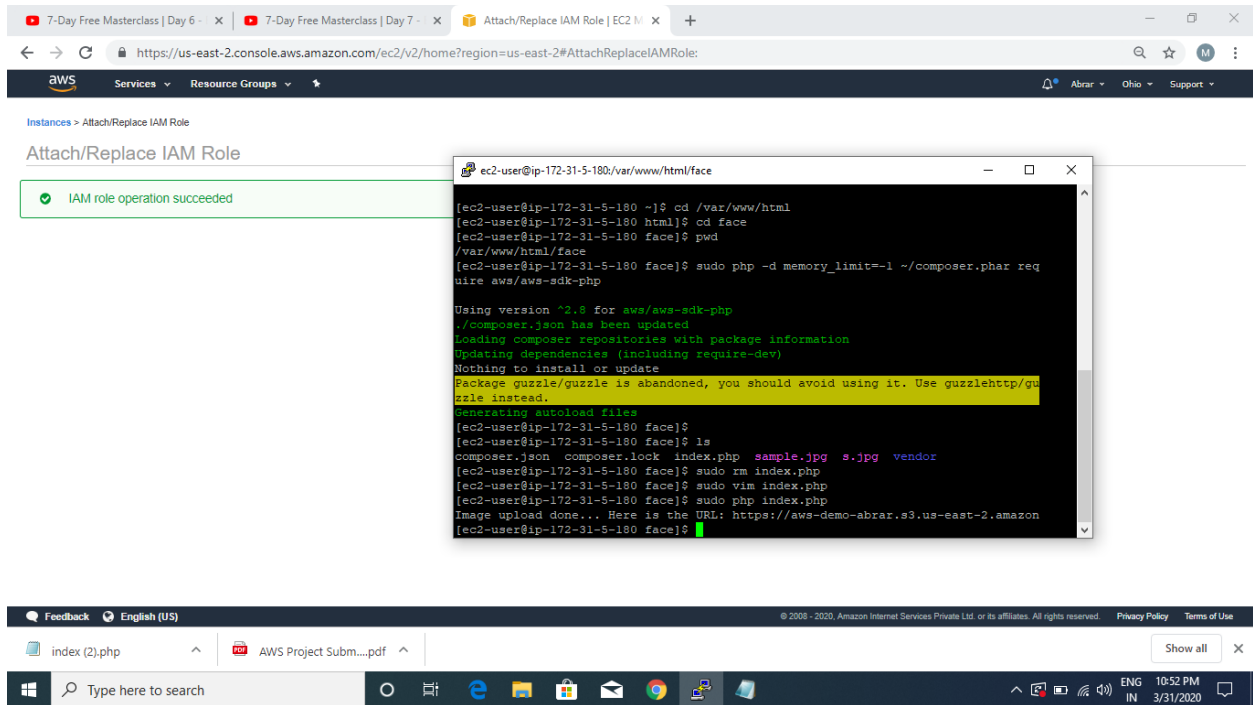 7-Day Free Masterclass | Day 6 -
7-Day Free Masterclass | Day 7 -
Attach/Replace IAM Role | EC2 M
https://us-east-2.console.aws.amazon.com/ec2/v2/home?region=us-east-2#AttachReplaceIAMRole:
M
aws
Services
Resource Groups
Abrar
Ohio
Support
Instances > Attach/Replace IAM Role
Attach/Replace IAM Role
IAM role operation succeeded
ec2-user@ip-172-31-5-180:/var/www/html/face
[ec2-user@ip-172-31-5-180 ~]$ cd /var/www/html
[ec2-user@ip-172-31-5-180 html]$ cd face
[ec2-user@ip-172-31-5-180 face]$ pwd
/var/www/html/face
[ec2-user@ip-172-31-5-180 face]$ sudo php -d memory_limit=-1 ~/composer.phar req
uire aws/aws-sdk-php
Using version ^2.8 for aws/aws-sdk-php
./composer.json has been updated
Loading composer repositories with package information
Updating dependencies (including require-dev)
Nothing to install or update
Package guzzle/guzzle is abandoned, you should avoid using it. Use guzzlehttp/gu
zzle instead.
Generating autoload files
[ec2-user@ip-172-31-5-180 face]$
[ec2-user@ip-172-31-5-180 face]$ ls
composer.json composer.lock index.php sample.jpg s.jpg vendor
[ec2-user@ip-172-31-5-180 face]$ sudo rm index.php
[ec2-user@ip-172-31-5-180 face]$ sudo vim index.php
[ec2-user@ip-172-31-5-180 face]$ sudo php index.php
Image upload done... Here is the URL: https://aws-demo-abrar.s3.us-east-2.amazon
[ec2-user@ip-172-31-5-180 face]$
Feedback
English (US)
© 2008 - 2020, Amazon Internet Services Private Ltd. or its affiliates. All rights reserved.
Privacy Policy
Terms of Use
index (2).php
PDF
AWS Project Subm....pdf
Show all
Type here to search
ENG
IN
10:52 PM
3/31/2020